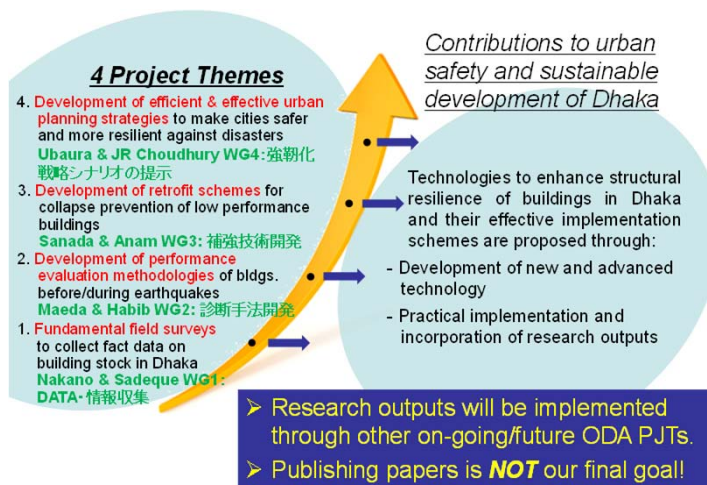 4 Project Themes
4. Development of efficient & effective urban
planning strategies to make cities safer
and more resilient against disasters
Ubaura & JR Choudhury WG4:強靭化
戦略シナリオの提示
3. Development of retrofit schemes for
collapse prevention of low performance
buildings
Sanada & Anam WG3: 補強技術開発
2. Development of performance
evaluation methodologies of bldgs.
before/during earthquakes
Maeda & Habib WG2: 診断手法開発
1. Fundamental field surveys
to collect fact data on
building stock in Dhaka
Nakano & Sadeque WG1:
DATA・情報収集
Contributions to urban
safety and sustainable
development of Dhaka
Technologies to enhance structural
resilience of buildings in Dhaka
and their effective implementation
schemes are proposed through:
- Development of new and advanced
technology
- Practical implementation and
incorporation of research outputs
➢ Research outputs will be implemented
through other on-going/future ODA PJTs.
➢ Publishing papers is NOT our final goal!